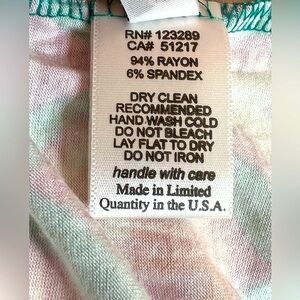 RN# 123289
CA# 51217
94% RAYON
6% SPANDEX
DRY CLEAN
RECOMMENDED
HAND WASH COLD
DO NOT BLEACH
LAY FLAT TO DRY
DO NOT IRON
handle with care
Made in Limited
Quantity in the U.S.A.